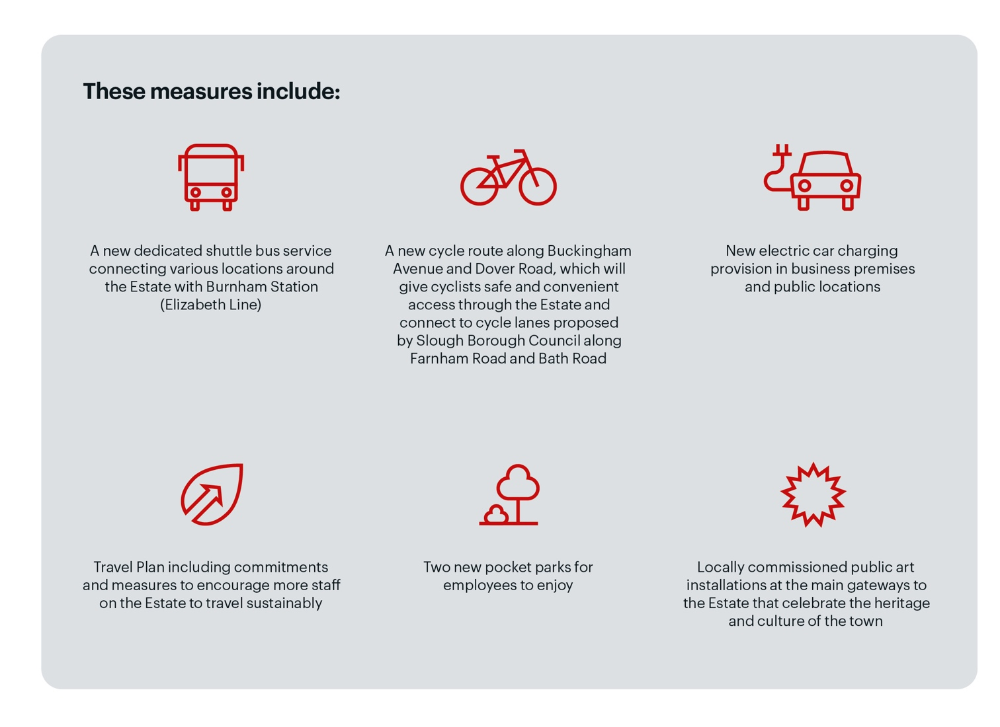 These measures include:
A new dedicated shuttle bus service
connecting various locations around
the Estate with Burnham Station
(Elizabeth Line)
A new cycle route along Buckingham
Avenue and Dover Road, which will
give cyclists safe and convenient
access through the Estate and
connect to cycle lanes proposed
by Slough Borough Council along
Farnham Road and Bath Road
New electric car charging
provision in business premises
and public locations
Travel Plan including commitments
and measures to encourage more staff
on the Estate to travel sustainably
Two new pocket parks for
employees to enjoy
Locally commissioned public art
installations at the main gateways to
the Estate that celebrate the heritage
and culture of the town